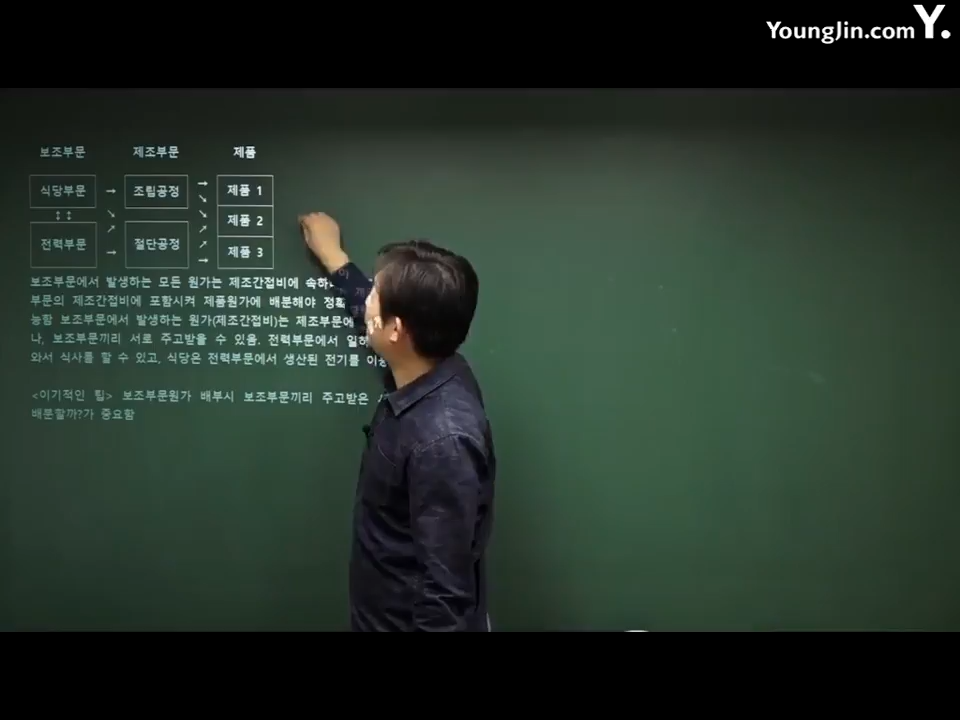 YoungJin.com Y.
보조부문 제조부문 제품
식당부문 → 조립공정 → 제품 1
↕↕ ↘ ↗ ↘ ↘ ↗ 제품 2
전력부문 → 절단공정 ↗ → 제품 3
보조부문에서 발생하는 모든 원가는 제조간접비에 속하
부문의 제조간접비에 포함시켜 제품원가에 배분해야 정확
능함 보조부문에서 발생하는 원가(제조간접비)는 제조부문에
나, 보조부문끼리 서로 주고받을 수 있음. 전력부문에서 일하
와서 식사를 할 수 있고, 식당은 전력부문에서 생산된 전기를
<이기적인 팁> 보조부문원가 배부시 보조부문끼리 주고받은
배분할까?가 중요함